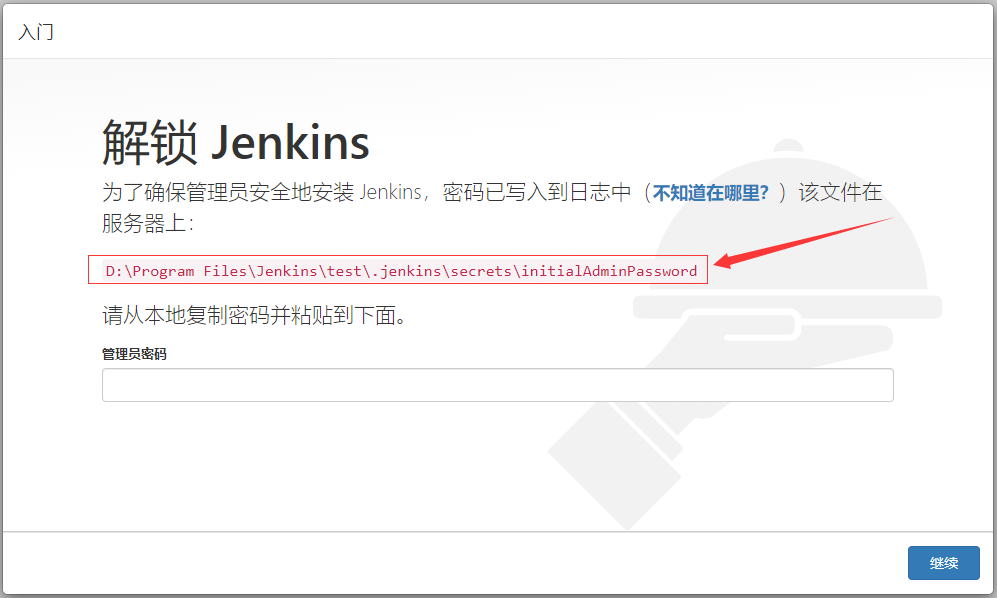 入门
解锁 Jenkins
为了确保管理员安全地安装 Jenkins，密码已写入到日志中（不知道在哪里？）该文件在
服务器上：
D:\Program Files\Jenkins\test\.jenkins\secrets\initialAdminPassword
请从本地复制密码并粘贴到下面。
管理员密码
继续